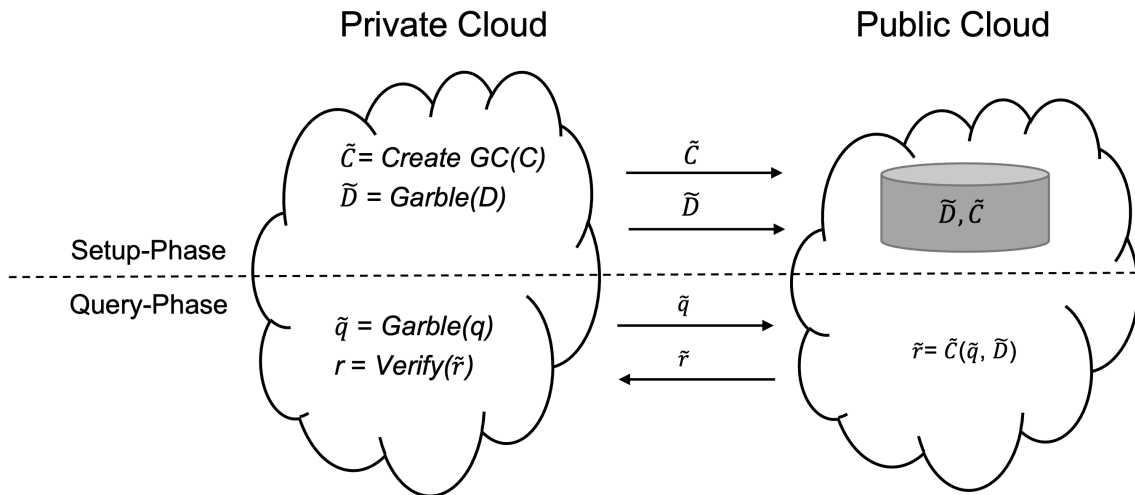 Private Cloud
Public Cloud
C̃ = Create GC(C)
D̃ = Garble(D)
C̃
D̃
D̃, C̃
Setup-Phase
Query-Phase
q̃ = Garble(q)
r = Verify(r̃)
q̃
r̃
r̃= C̃(q̃, D̃)